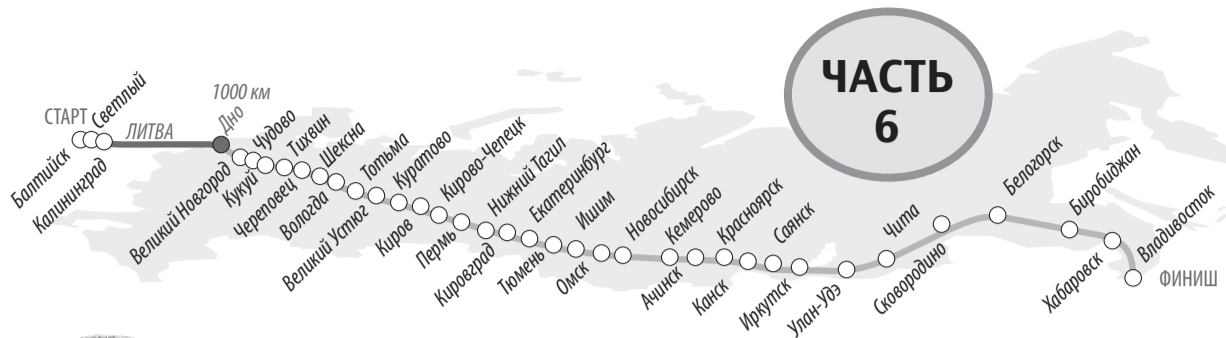 ЧАСТЬ
6
СТАРТ
Балтийск
Светлый
Калининград
ЛИТВА
1000 км
Дно
Великий Новгород
Чудово
Кукуй
Тихвин
Череповец
Шексна
Вологда
Тотьма
Великий Устюг
Куратово
Киров
Кирово-Чепецк
Пермь
Нижний Тагил
Кировград
Екатеринбург
Тюмень
Ишим
Омск
Новосибирск
Кемерово
Ачинск
Красноярск
Канск
Саянск
Иркутск
Улан-Удэ
Чита
Сковородино
Белогорск
Биробиджан
Хабаровск
Владивосток
ФИНИШ